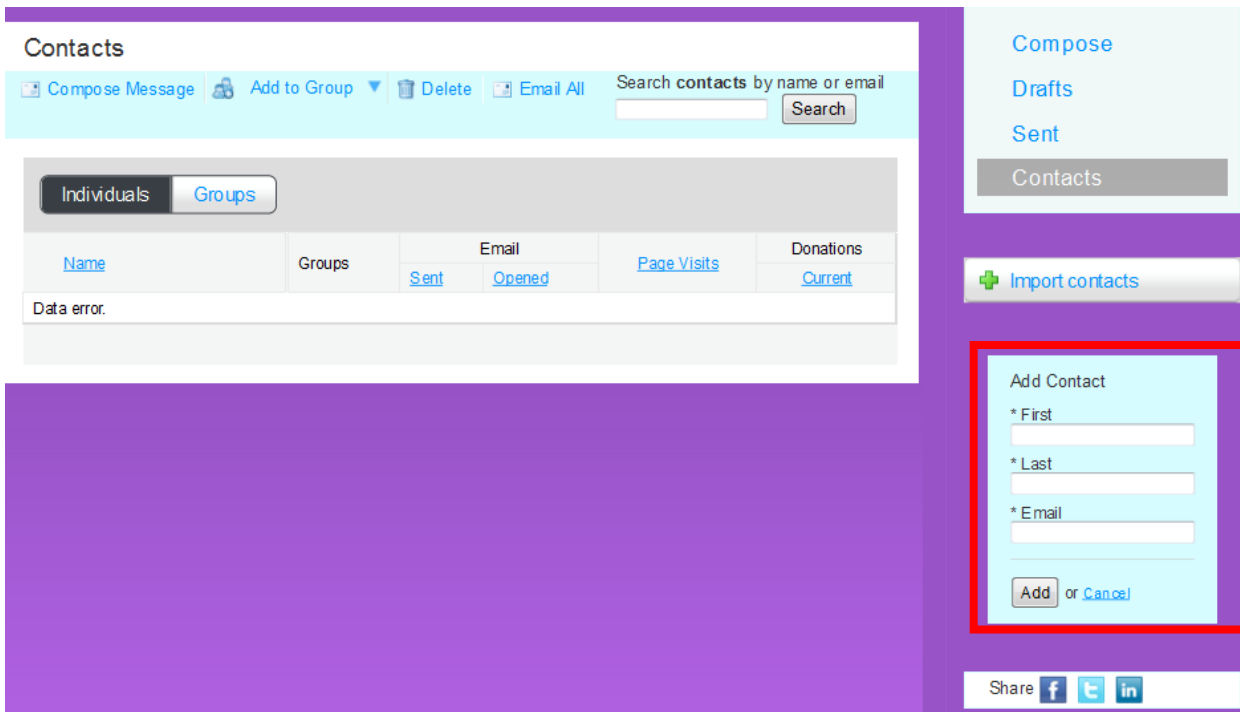 Contacts
Compose Message Add to Group Delete Email All
Search contacts by name or email
Search
Individuals Groups
Name Groups Email Page Visits Donations
Sent Opened Current
Data error.
Compose
Drafts
Sent
Contacts
Import contacts
Add Contact
* First
* Last
* Email
Add or Cancel
Share f t in